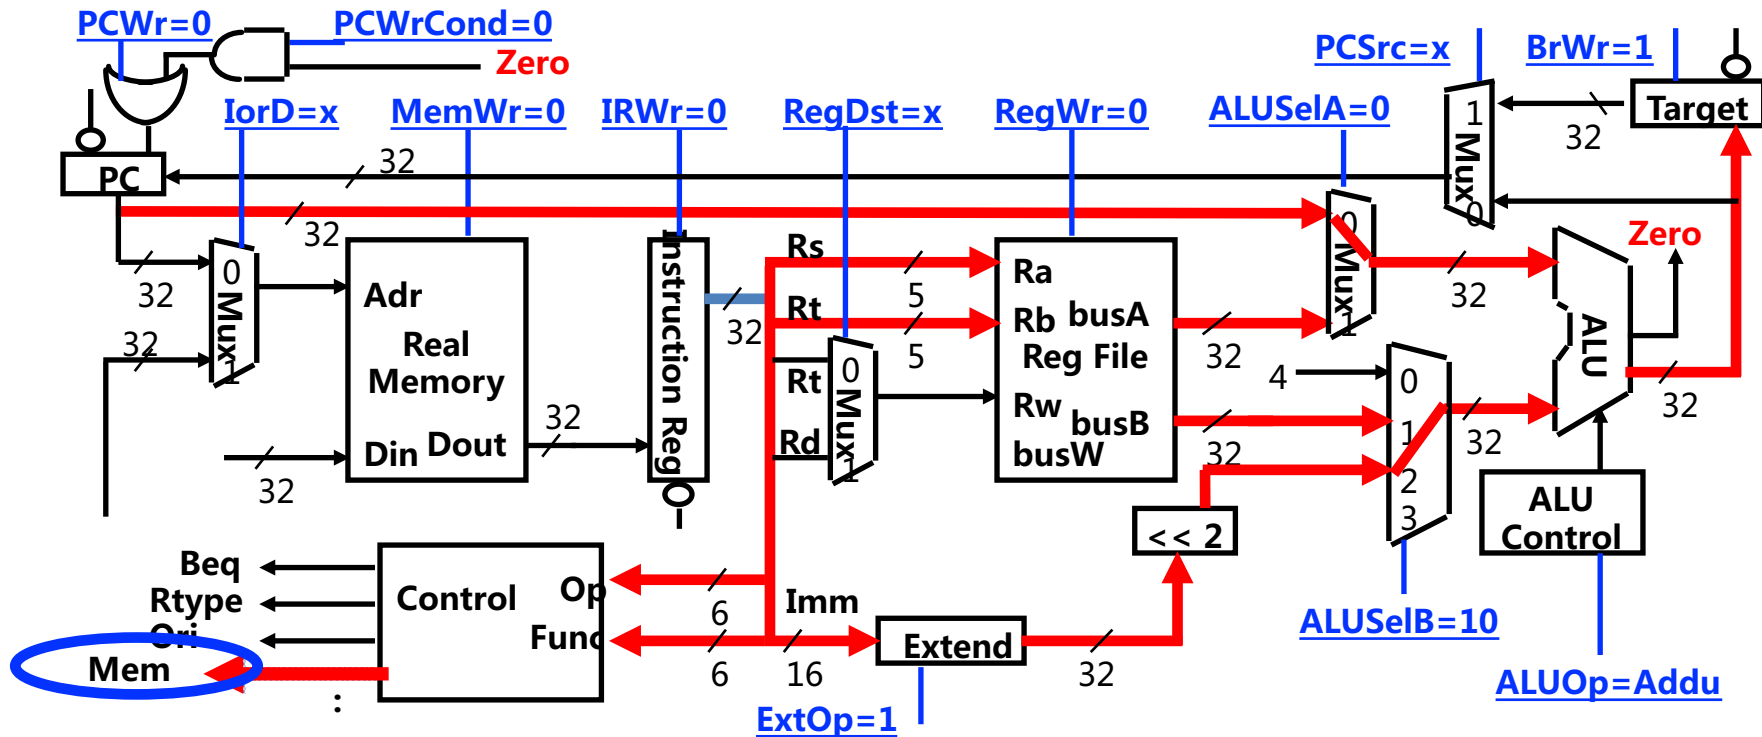 PCWr=0
PCWrCond=0
Zero
PCSrc=x
BrWr=1
IorD=x
MemWr=0
IRWr=0
RegDst=x
RegWr=0
ALUSelA=0
1
Mux
0
32
Target
PC
32
32
0
Mux
1
32
32
Adr
Real
Memory
Din
Dout
32
32
Instruction Reg
32
Rs
5
Rt
5
Rt
Rd
0
Mux
1
Ra
Rb
busA
Reg File
Rw
busB
busW
32
32
0
Mux
1
32
4
0
1
2
3
32
Zero
ALU
32
<< 2
ALU
Control
Beq
Rtype
Ori
Mem
:
Control
Op
Func
6
6
Imm
16
Extend
32
ExtOp=1
ALUSelB=10
ALUOp=Addu